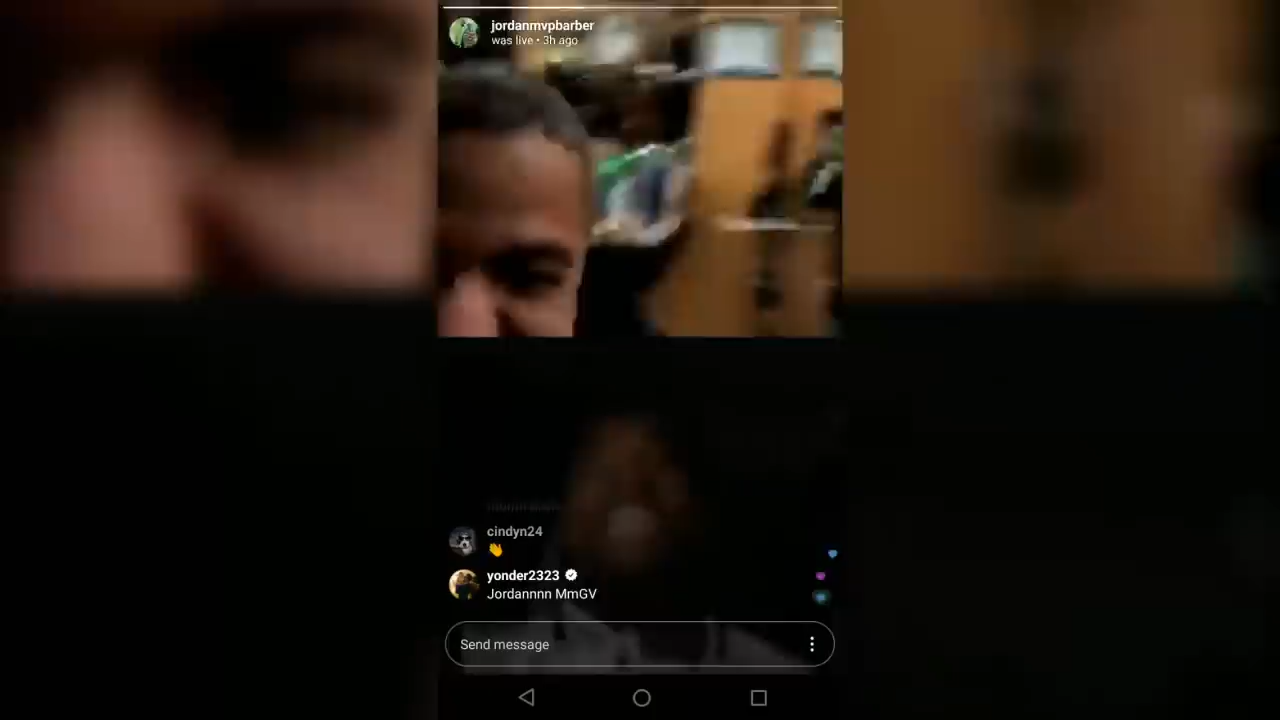 jordanmvpbarber
was live • 3h ago
cindyn24
👋
yonder2323
Jordannnn MmGV
Send message